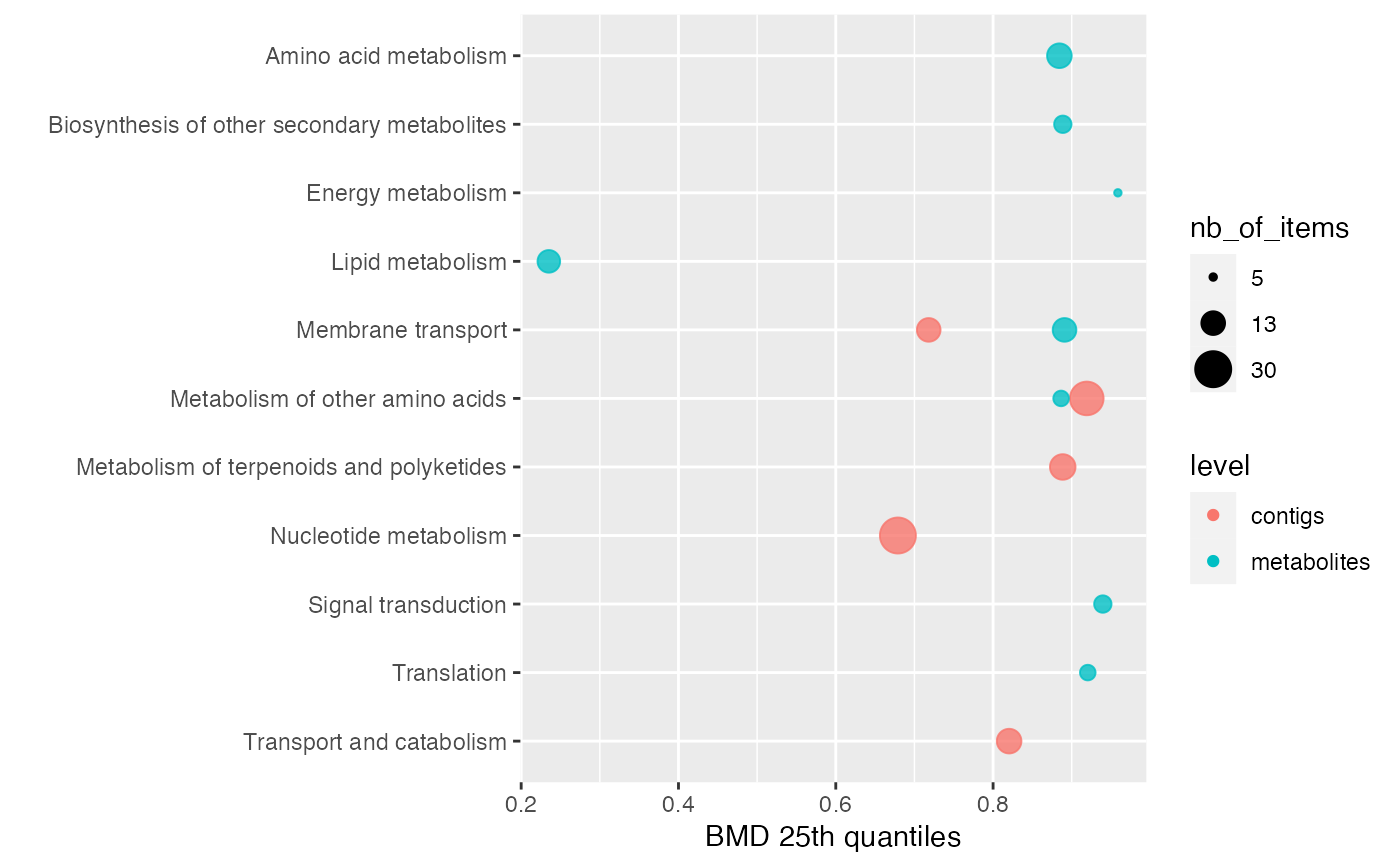 Amino acid metabolism
Biosynthesis of other secondary metabolites
Energy metabolism
Lipid metabolism
Membrane transport
Metabolism of other amino acids
Metabolism of terpenoids and polyketides
Nucleotide metabolism
Signal transduction
Translation
Transport and catabolism
0.2 0.4 0.6 0.8
BMD 25th quantiles
nb_of_items
5
13
30
level
contigs
metabolites